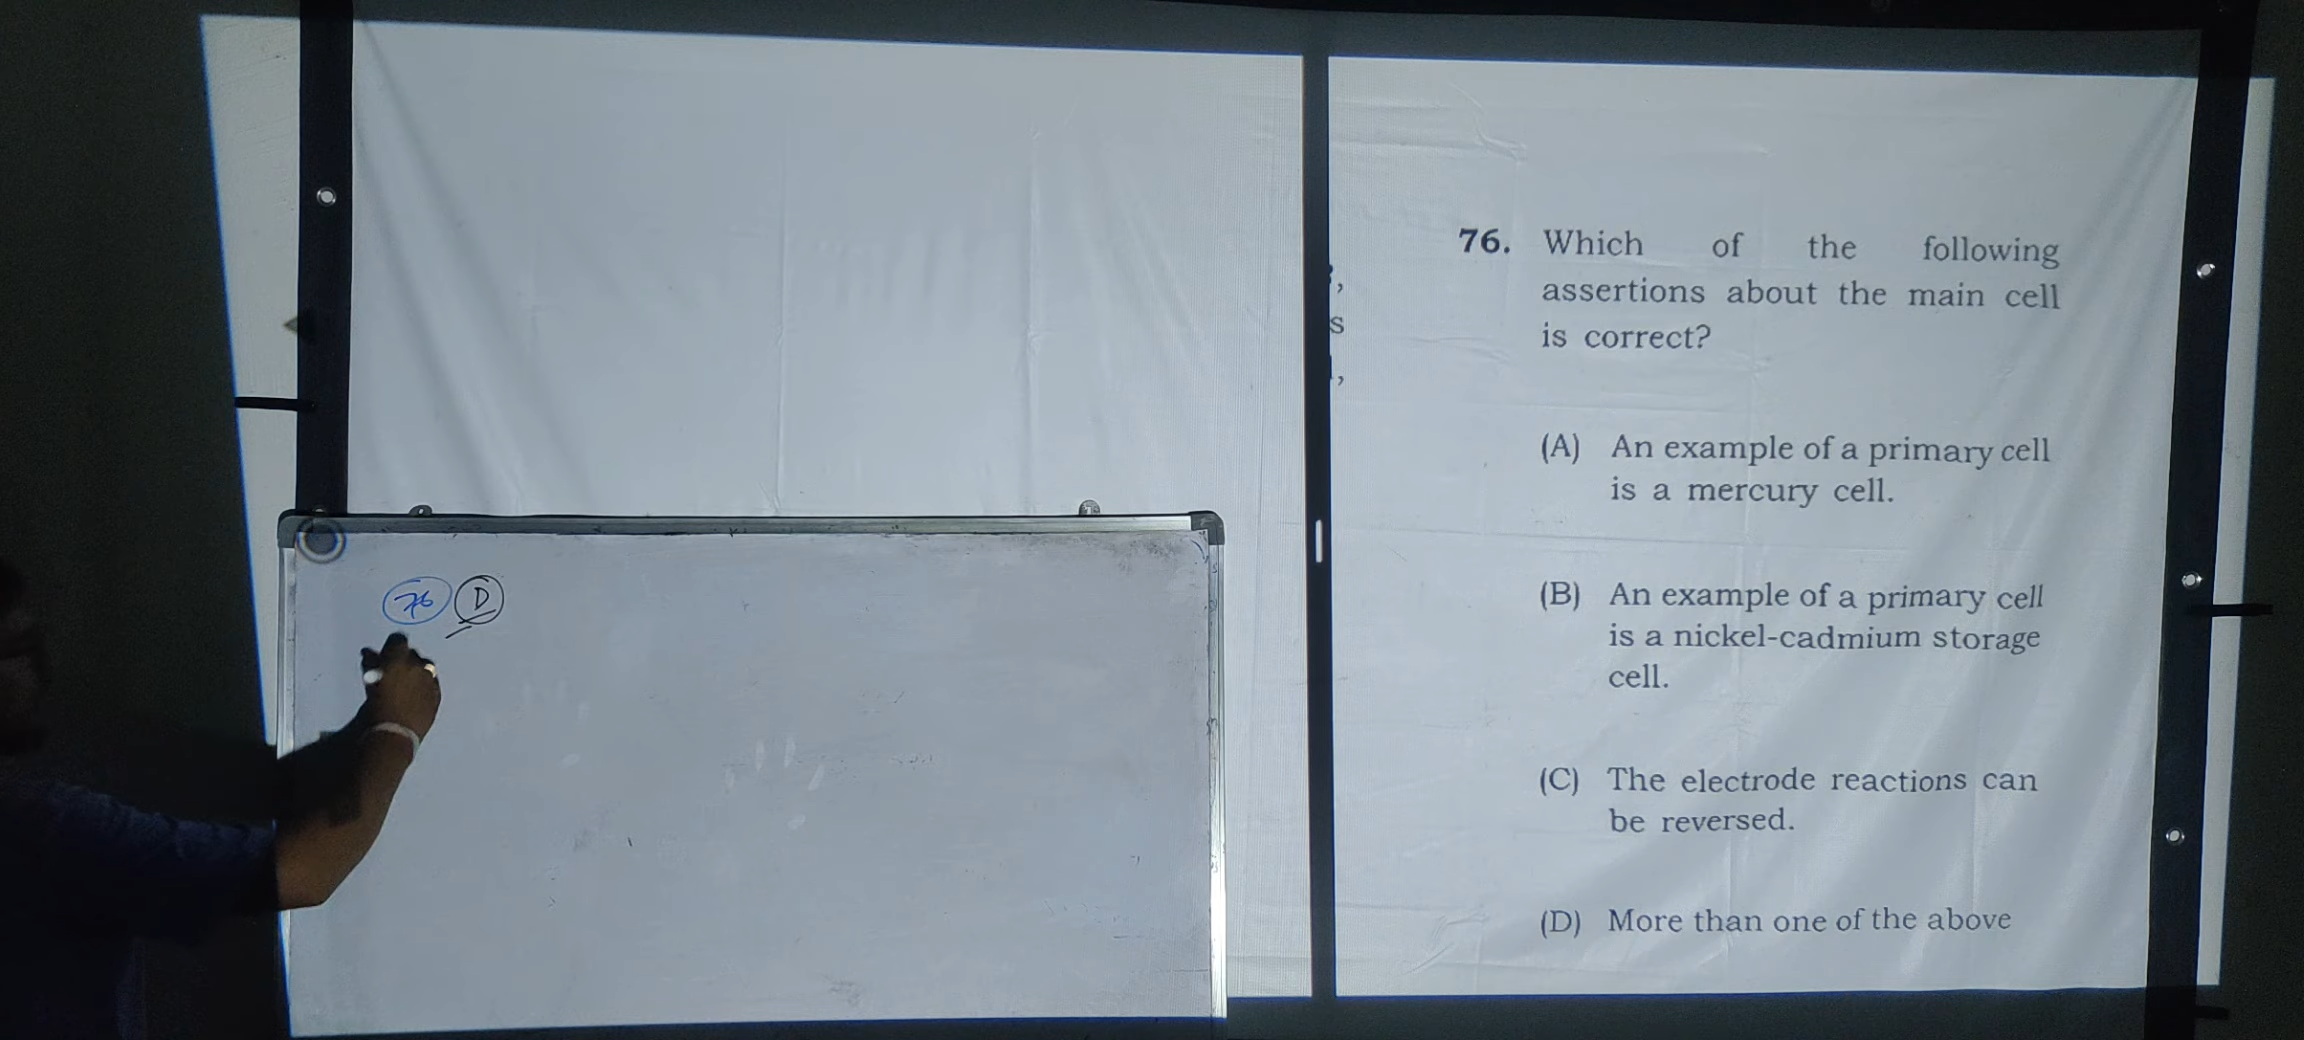 76 D
,
s
,
76. Which of the following
assertions about the main cell
is correct?
(A) An example of a primary cell
is a mercury cell.
(B) An example of a primary cell
is a nickel-cadmium storage
cell.
(C) The electrode reactions can
be reversed.
(D) More than one of the above